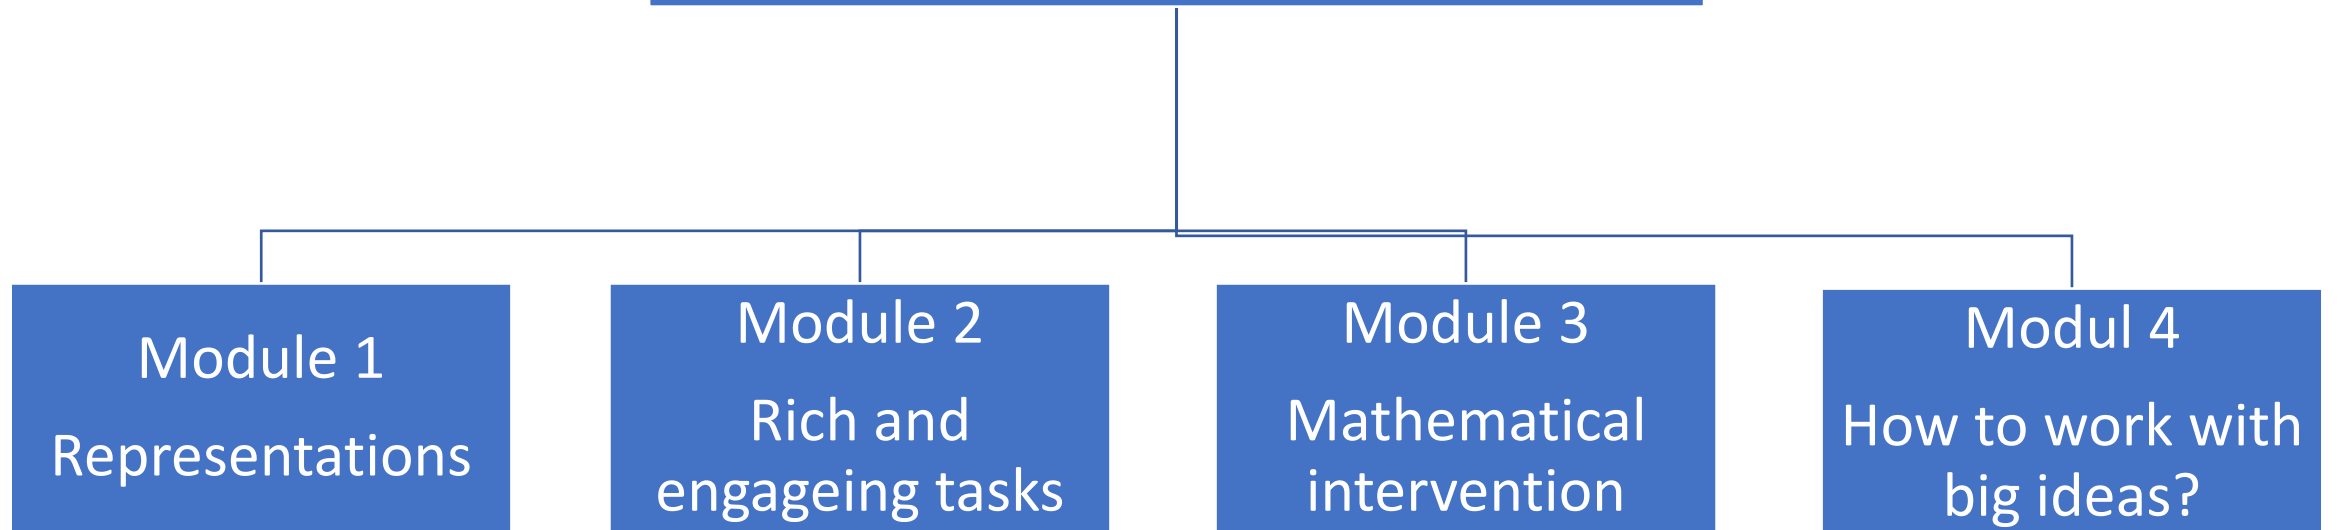 Module 1
Representations
Module 2
Rich and
engageing tasks
Module 3
Mathematical
intervention
Modul 4
How to work with
big ideas?